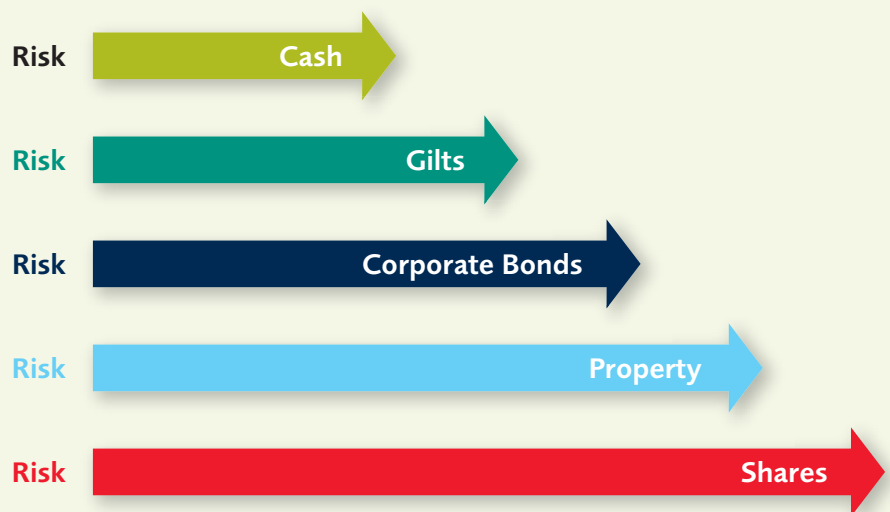 Risk Cash
Risk Gilts
Risk Corporate Bonds
Risk Property
Risk Shares